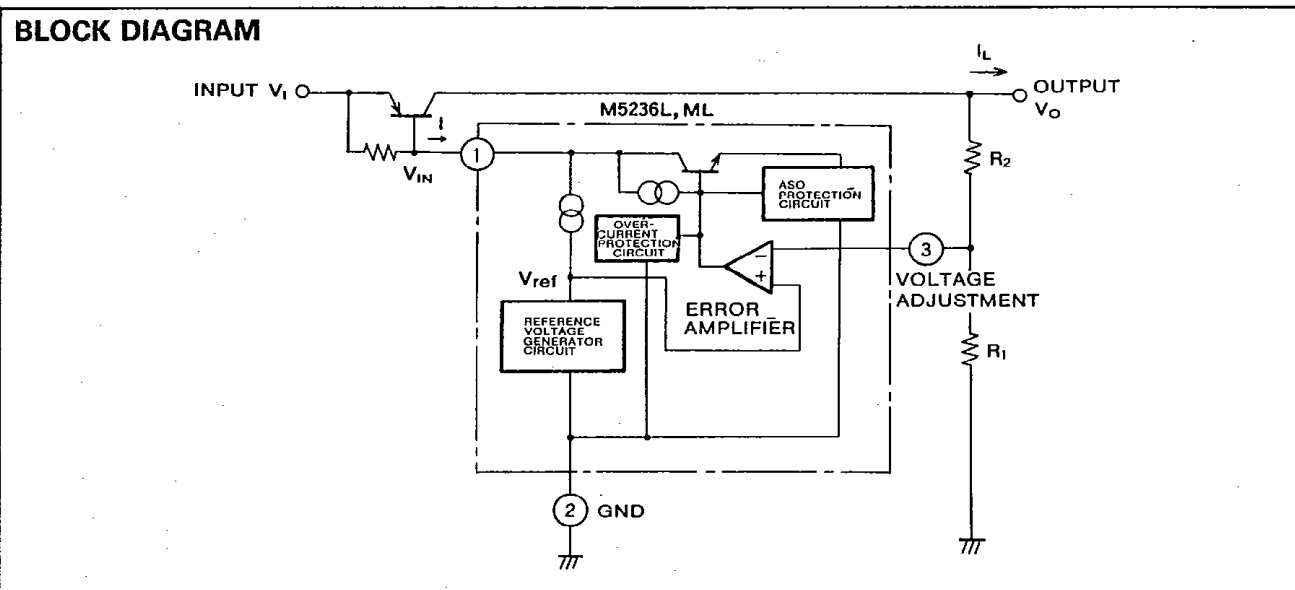 BLOCK DIAGRAM
INPUT VI
IL
OUTPUT
VO
M5236L, ML
I
1
VIN
R2
ASO
PROTECTION
CIRCUIT
OVER-
CURRENT
PROTECTION
CIRCUIT
−
+
3
VOLTAGE
ADJUSTMENT
Vref
ERROR
AMPLIFIER
REFERENCE
VOLTAGE
GENERATOR
CIRCUIT
R1
2
GND